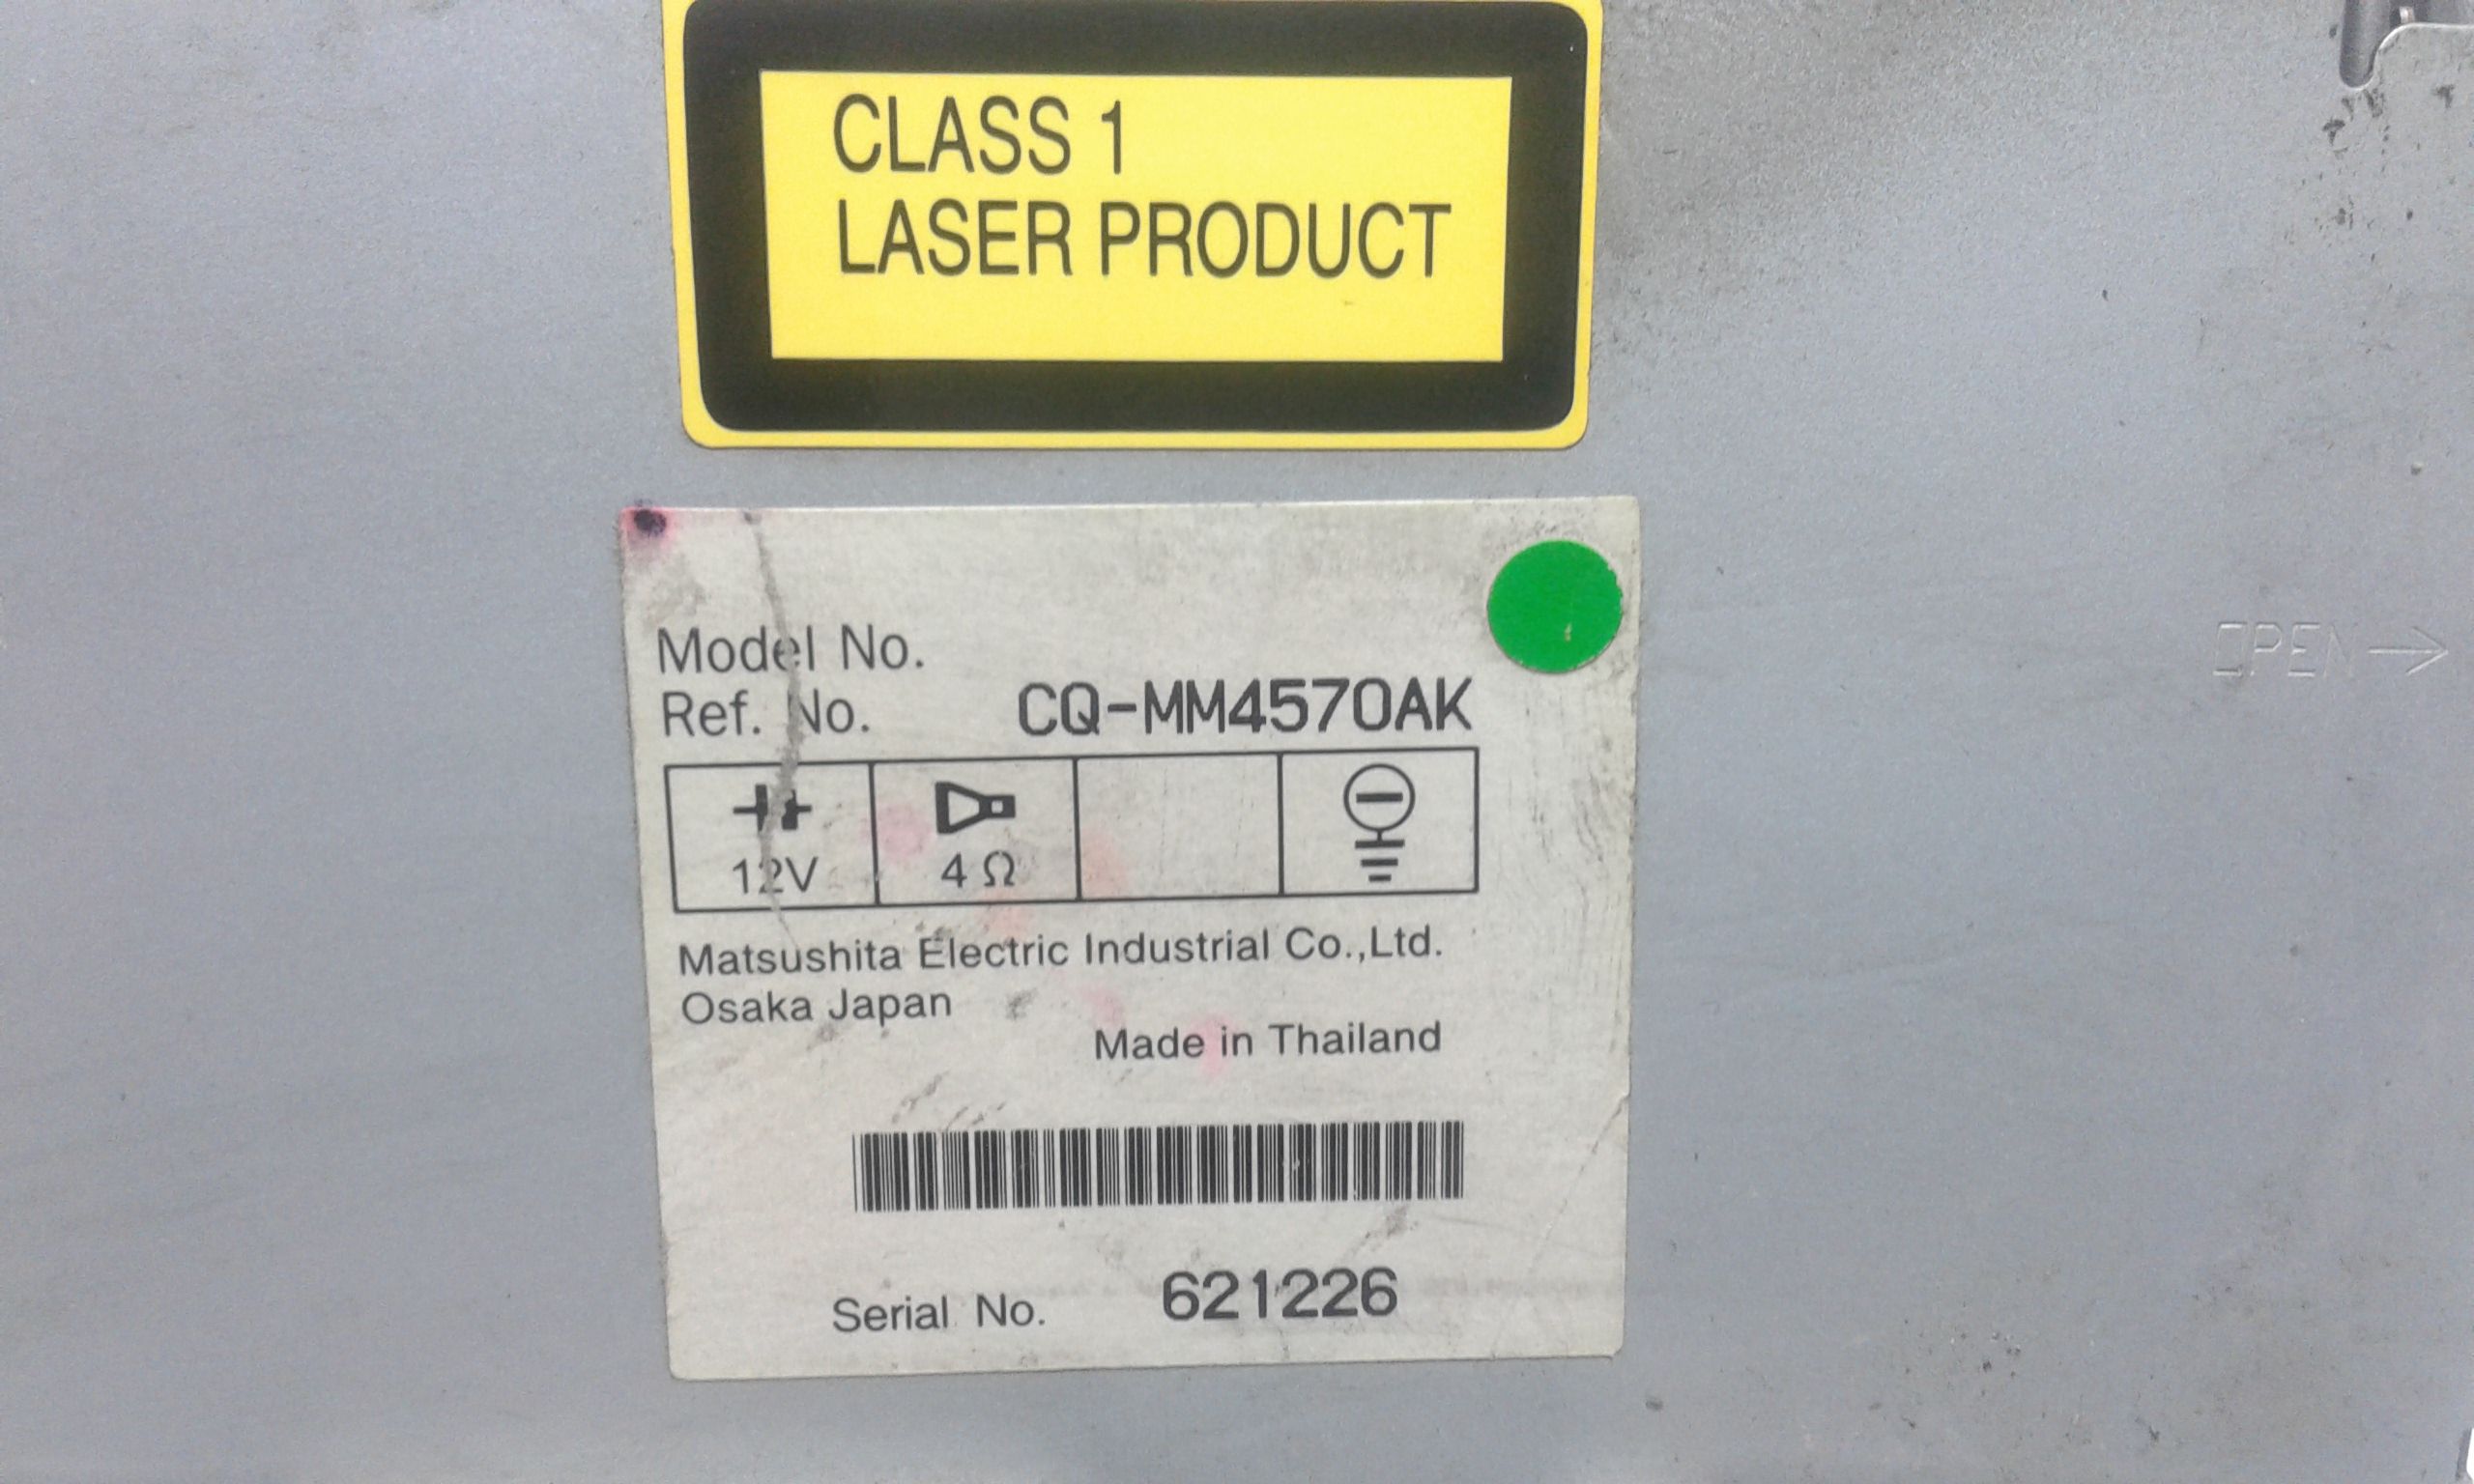 CLASS 1
LASER PRODUCT
Model No.
Ref. No. CQ-MM4570AK
12V 4 Ω
Matsushita Electric Industrial Co.,Ltd.
Osaka Japan
Made in Thailand
Serial No. 621226
OPEN →